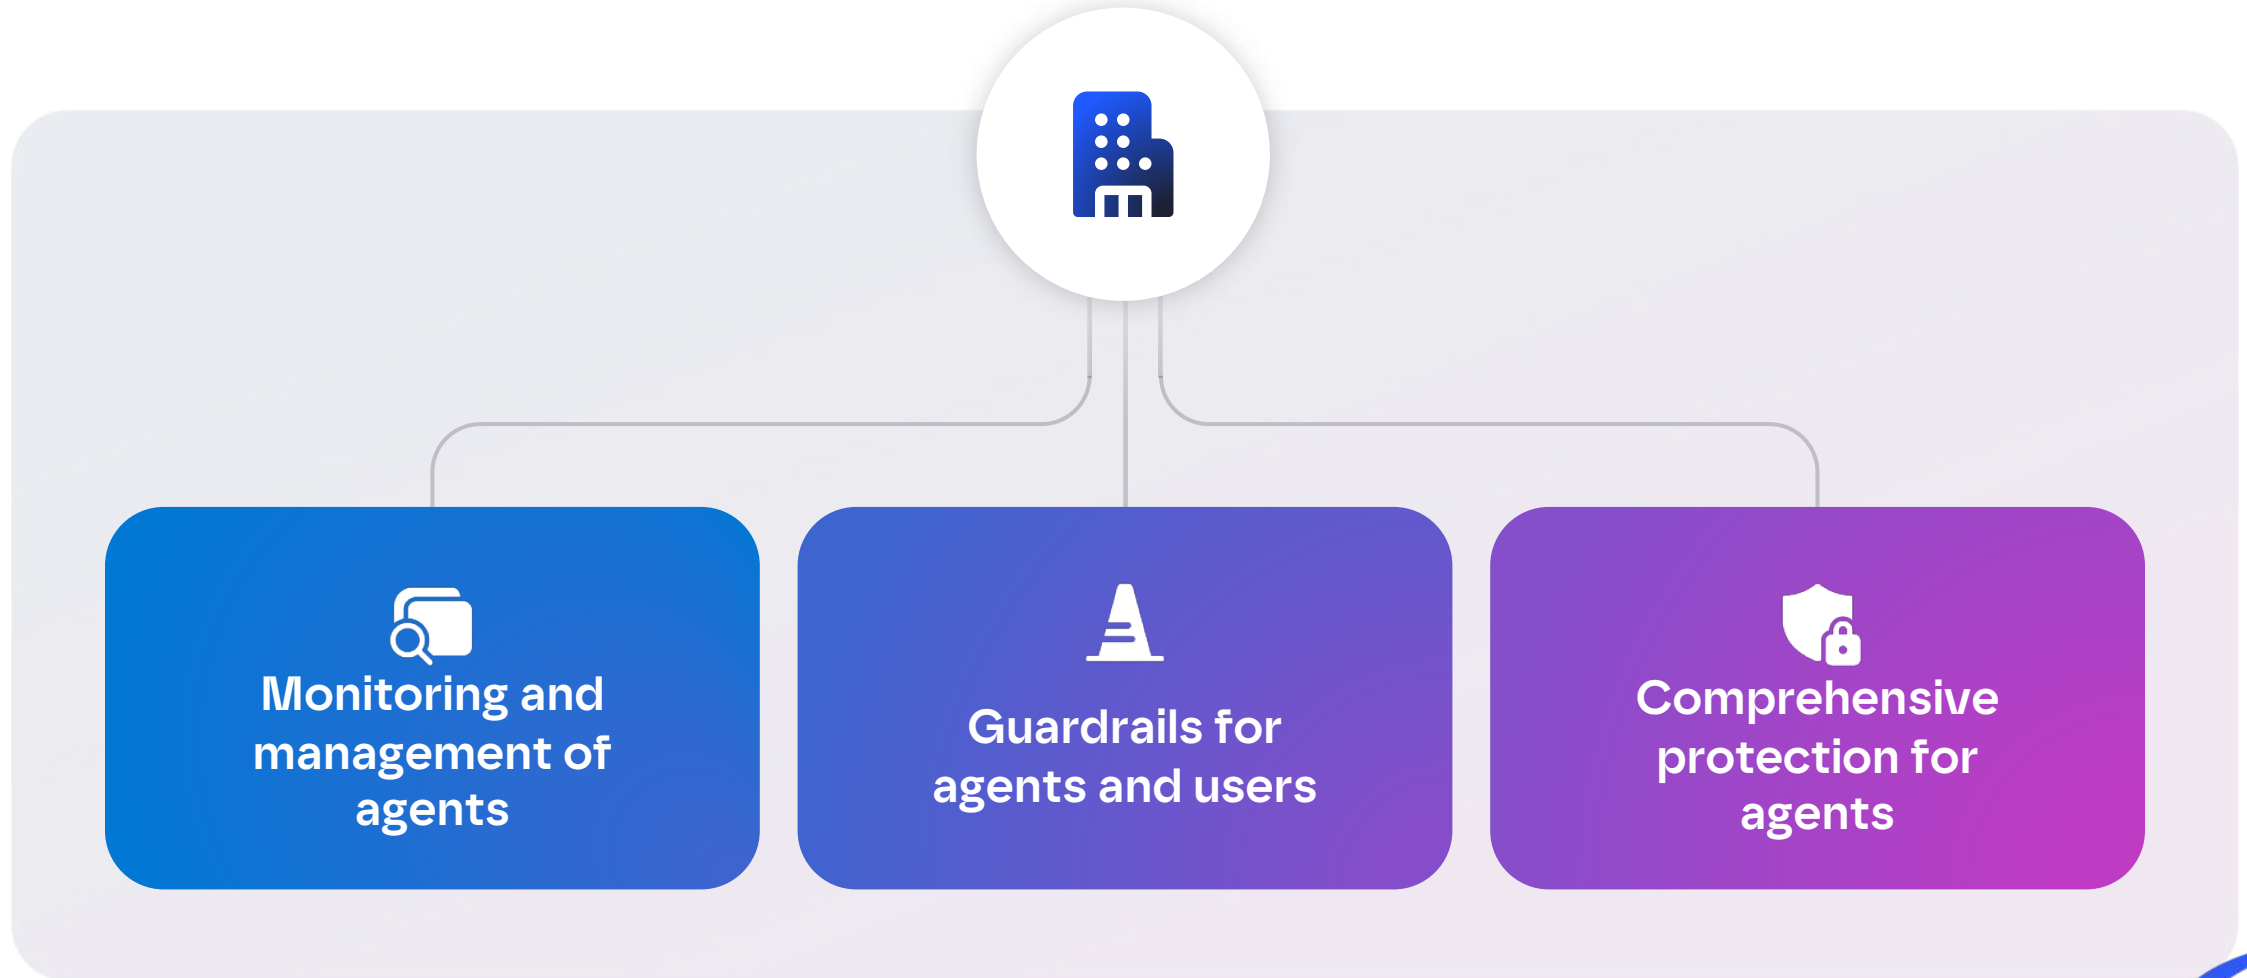 Monitoring and
management of
agents
Guardrails for
agents and users
Comprehensive
protection for
agents